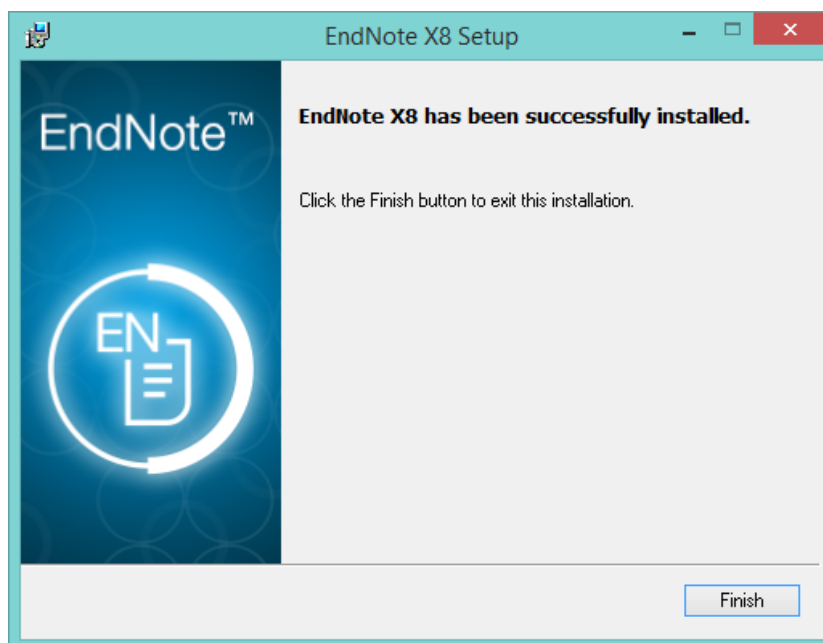 EndNote X8 Setup
EndNote™
EndNote X8 has been successfully installed.
Click the Finish button to exit this installation.
EN
Finish